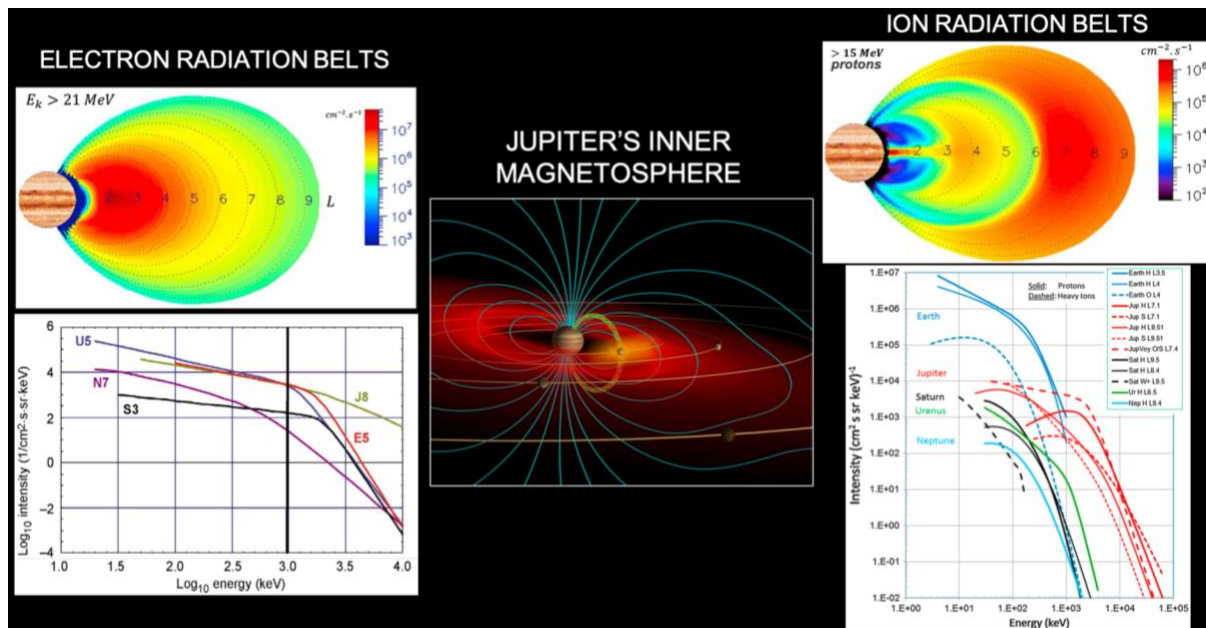 ELECTRON RADIATION BELTS
E_k > 21 MeV
cm⁻².s⁻¹
10⁷
10⁶
10⁵
10⁴
10³
2 3 4 5 6 7 8 9 L
U5
N7
S3
J8
E5
6
4
2
0
–2
–4
Log₁₀ intensity (1/cm²·s·sr·keV)
1.0 1.5 2.0 2.5 3.0 3.5 4.0
Log₁₀ energy (keV)
JUPITER'S INNER
MAGNETOSPHERE
ION RADIATION BELTS
> 15 MeV
protons
cm⁻².s⁻¹
10⁶
10⁵
10⁴
10³
10²
2 3 4 5 6 7 8 9
1.E+07
1.E+06
1.E+05
1.E+04
1.E+03
1.E+02
1.E+01
1.E+00
1.E-01
1.E-02
Intensity (cm² s sr keV)⁻¹
Solid: Protons
Dashed: Heavy Ions
Earth
Jupiter
Saturn
Uranus
Neptune
Earth H L3.5
Earth H L4
Earth O L4
Jup H L7.1
Jup S L7.1
Jup H L9.51
Jup S L9.51
JupVoy O/S L7.4
Sat H L9.5
Sat H L8.4
Sat W+ L9.5
Ur H L6.5
Nep H L8.4
1.E+00 1.E+01 1.E+02 1.E+03 1.E+04 1.E+05
Energy (keV)